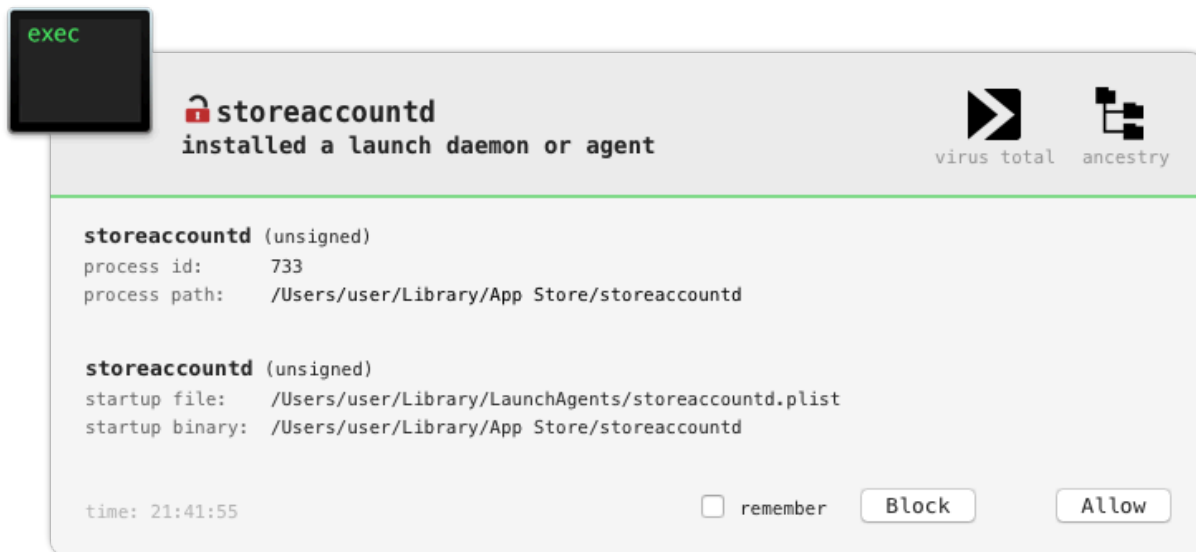 exec
storeaccountd
installed a launch daemon or agent
virus total
ancestry
storeaccountd (unsigned)
process id: 733
process path: /Users/user/Library/App Store/storeaccountd
storeaccountd (unsigned)
startup file: /Users/user/Library/LaunchAgents/storeaccountd.plist
startup binary: /Users/user/Library/App Store/storeaccountd
time: 21:41:55
remember
Block
Allow